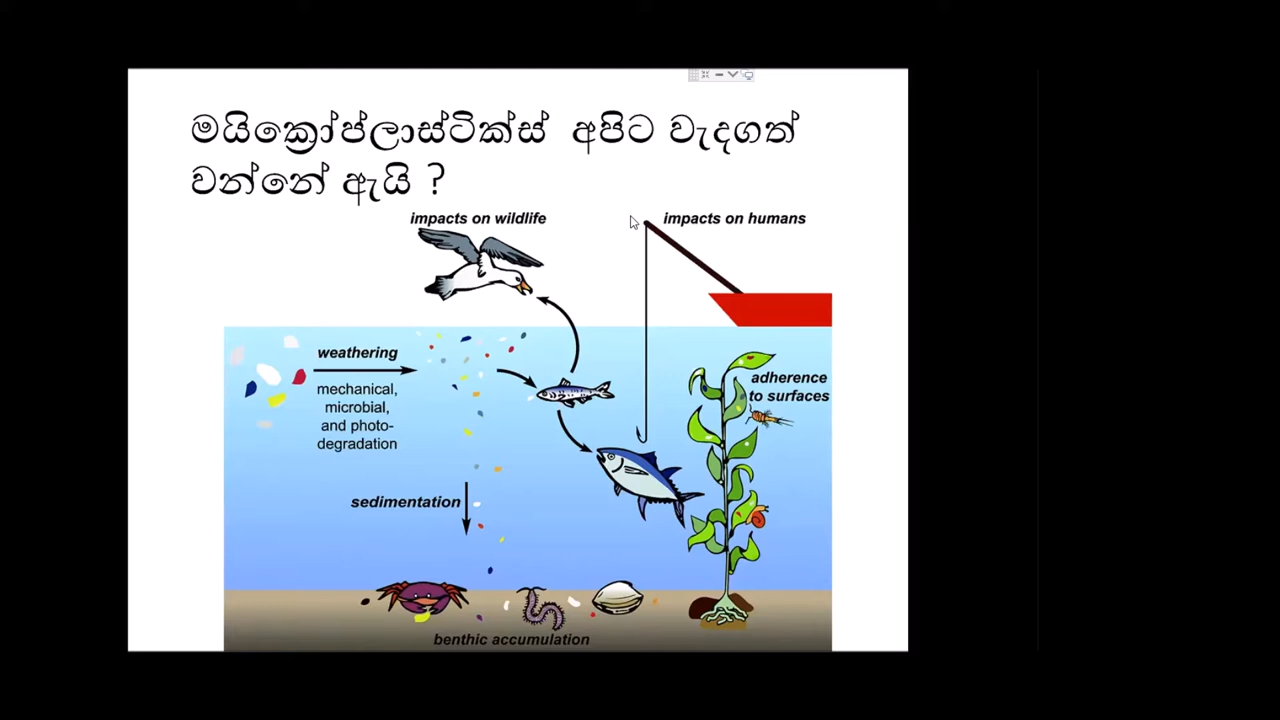 මයික්‍රෝප්ලාස්ටික්ස් අපිට වැදගත්
වන්නේ ඇයි ?
impacts on wildlife
impacts on humans
weathering
mechanical,
microbial,
and photo-
degradation
adherence
to surfaces
sedimentation
benthic accumulation